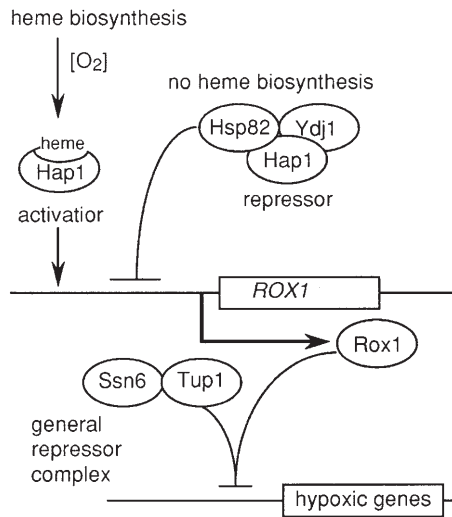 heme biosynthesis
[O2]
no heme biosynthesis
heme
Hap1
Hsp82
Ydj1
Hap1
repressor
activatior
ROX1
Rox1
Ssn6
Tup1
general
repressor
complex
hypoxic genes